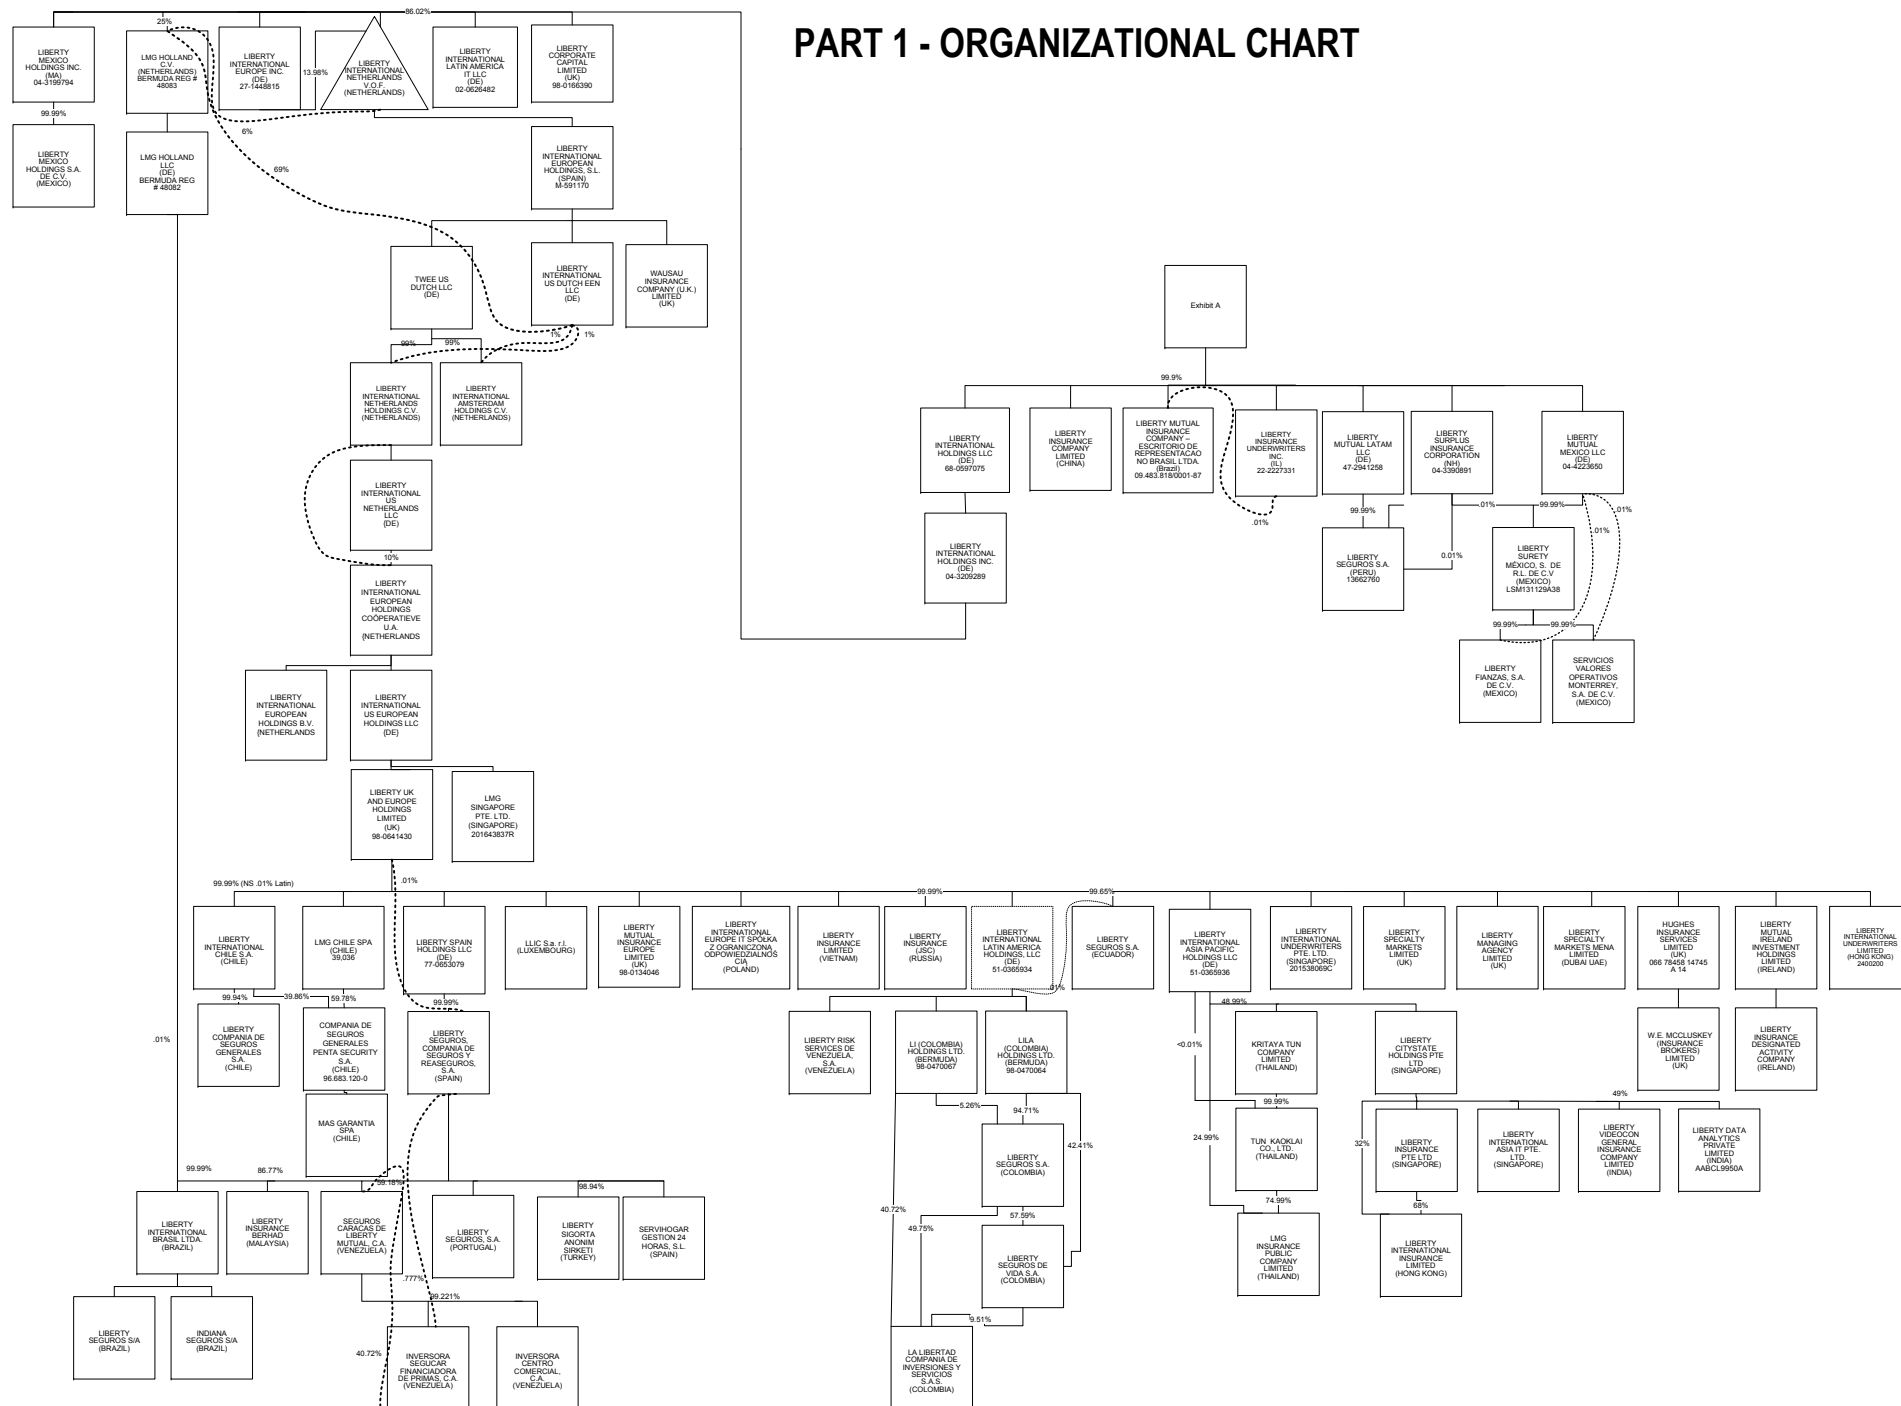 PART 1 - ORGANIZATIONAL CHART
25%
86.02%
LIBERTY
MEXICO
HOLDINGS INC.
(MA)
04-3199794
LMG HOLLAND
C.V.
(NETHERLANDS)
BERMUDA REG #
48083
LIBERTY
INTERNATIONAL
EUROPE INC.
(DE)
27-1448815
13.98%
LIBERTY
INTERNATIONAL
NETHERLANDS
V.O.F.
(NETHERLANDS)
LIBERTY
INTERNATIONAL
LATIN AMERICA
IT LLC
(DE)
02-0626482
LIBERTY
CORPORATE
CAPITAL
LIMITED
(UK)
98-0166390
99.99%
6%
69%
LIBERTY
MEXICO
HOLDINGS S.A.
DE C.V.
(MEXICO)
LMG HOLLAND
LLC
(DE)
BERMUDA REG
# 48082
LIBERTY
INTERNATIONAL
EUROPEAN
HOLDINGS, S.L.
(SPAIN)
M-591170
TWEE US
DUTCH LLC
(DE)
LIBERTY
INTERNATIONAL
US DUTCH EEN
LLC
(DE)
WAUSAU
INSURANCE
COMPANY (U.K.)
LIMITED
(UK)
1%
1%
99%
99%
LIBERTY
INTERNATIONAL
NETHERLANDS
HOLDINGS C.V.
(NETHERLANDS)
LIBERTY
INTERNATIONAL
AMSTERDAM
HOLDINGS C.V.
(NETHERLANDS)
LIBERTY
INTERNATIONAL
US
NETHERLANDS
LLC
(DE)
10%
LIBERTY
INTERNATIONAL
EUROPEAN
HOLDINGS
COÖPERATIEVE
U.A.
(NETHERLANDS
LIBERTY
INTERNATIONAL
EUROPEAN
HOLDINGS B.V.
(NETHERLANDS
LIBERTY
INTERNATIONAL
US EUROPEAN
HOLDINGS LLC
(DE)
LIBERTY UK
AND EUROPE
HOLDINGS
LIMITED
(UK)
98-0641430
LMG
SINGAPORE
PTE. LTD.
(SINGAPORE)
201643837R
Exhibit A
99.9%
LIBERTY
INTERNATIONAL
HOLDINGS LLC
(DE)
68-0597075
LIBERTY
INSURANCE
COMPANY
LIMITED
(CHINA)
LIBERTY MUTUAL
INSURANCE
COMPANY –
ESCRITORIO DE
REPRESENTACAO
NO BRASIL LTDA.
(Brazil)
09.483.818/0001-87
LIBERTY
INSURANCE
UNDERWRITERS
INC.
(IL)
22-2227331
LIBERTY
MUTUAL LATAM
LLC
(DE)
47-2941258
LIBERTY
SURPLUS
INSURANCE
CORPORATION
(NH)
04-3390891
LIBERTY
MUTUAL
MEXICO LLC
(DE)
04-4223650
.01%
99.99%
.01%
99.99%
.01%
.01%
0.01%
LIBERTY
INTERNATIONAL
HOLDINGS INC.
(DE)
04-3209289
LIBERTY
SEGUROS S.A.
(PERU)
13662760
LIBERTY
SURETY
MÉXICO, S. DE
R.L. DE C.V
(MEXICO)
LSM131129A38
99.99%
99.99%
LIBERTY
FIANZAS, S.A.
DE C.V.
(MEXICO)
SERVICIOS
VALORES
OPERATIVOS
MONTERREY,
S.A. DE C.V.
(MEXICO)
99.99% (NS .01% Latin)
.01%
99.99%
99.65%
LIBERTY
INTERNATIONAL
CHILE S.A.
(CHILE)
LMG CHILE SPA
(CHILE)
39,036
LIBERTY SPAIN
HOLDINGS LLC
(DE)
77-0653079
LLIC S.a. r.l.
(LUXEMBOURG)
LIBERTY
MUTUAL
INSURANCE
EUROPE
LIMITED
(UK)
98-0134046
LIBERTY
INTERNATIONAL
EUROPE IT SPÓŁKA
Z OGRANICZONĄ
ODPOWIEDZIALNOŚ
CIĄ
(POLAND)
LIBERTY
INSURANCE
LIMITED
(VIETNAM)
LIBERTY
INSURANCE
(JSC)
(RUSSIA)
LIBERTY
INTERNATIONAL
LATIN AMERICA
HOLDINGS, LLC
(DE)
51-0365934
LIBERTY
SEGUROS S.A.
(ECUADOR)
LIBERTY
INTERNATIONAL
ASIA PACIFIC
HOLDINGS LLC
(DE)
51-0365936
LIBERTY
INTERNATIONAL
UNDERWRITERS
PTE. LTD.
(SINGAPORE)
201538069C
LIBERTY
SPECIALTY
MARKETS
LIMITED
(UK)
LIBERTY
MANAGING
AGENCY
LIMITED
(UK)
LIBERTY
SPECIALTY
MARKETS MENA
LIMITED
(DUBAI UAE)
HUGHES
INSURANCE
SERVICES
LIMITED
(UK)
066 78458 14745
A 14
LIBERTY
MUTUAL
IRELAND
INVESTMENT
HOLDINGS
LIMITED
(IRELAND)
LIBERTY
INTERNATIONAL
UNDERWRITERS
LIMITED
(HONG KONG)
2400200
99.94%
39.86%
59.78%
99.99%
.01%
48.99%
LIBERTY
COMPANIA DE
SEGUROS
GENERALES
S.A.
(CHILE)
COMPANIA DE
SEGUROS
GENERALES
PENTA SECURITY
S.A.
(CHILE)
96.683.120-0
LIBERTY
SEGUROS,
COMPANIA DE
SEGUROS Y
REASEGUROS,
S.A.
(SPAIN)
LIBERTY RISK
SERVICES DE
VENEZUELA,
S.A.
(VENEZUELA)
LI (COLOMBIA)
HOLDINGS LTD.
(BERMUDA)
98-0470067
LILA
(COLOMBIA)
HOLDINGS LTD.
(BERMUDA)
98-0470064
KRITAYA TUN
COMPANY
LIMITED
(THAILAND)
LIBERTY
CITYSTATE
HOLDINGS PTE
LTD
(SINGAPORE)
W.E. MCCLUSKEY
(INSURANCE
BROKERS)
LIMITED
(UK)
LIBERTY
INSURANCE
DESIGNATED
ACTIVITY
COMPANY
(IRELAND)
.01%
<0.01%
MAS GARANTIA
SPA
(CHILE)
5.26%
94.71%
42.41%
99.99%
24.99%
32%
49%
LIBERTY
SEGUROS S.A.
(COLOMBIA)
TUN KAOKLAI
CO., LTD.
(THAILAND)
LIBERTY
INSURANCE
PTE LTD
(SINGAPORE)
LIBERTY
INTERNATIONAL
ASIA IT PTE.
LTD.
(SINGAPORE)
LIBERTY
VIDEOCON
GENERAL
INSURANCE
COMPANY
LIMITED
(INDIA)
LIBERTY DATA
ANALYTICS
PRIVATE
LIMITED
(INDIA)
AABCL9950A
99.99%
86.77%
59.18%
98.94%
40.72%
49.75%
57.59%
74.99%
68%
LIBERTY
INTERNATIONAL
BRASIL LTDA.
(BRAZIL)
LIBERTY
INSURANCE
BERHAD
(MALAYSIA)
SEGUROS
CARACAS DE
LIBERTY
MUTUAL, C.A.
(VENEZUELA)
LIBERTY
SEGUROS, S.A.
(PORTUGAL)
LIBERTY
SIGORTA
ANONIM
SIRKETI
(TURKEY)
SERVIHOGAR
GESTION 24
HORAS, S.L.
(SPAIN)
LIBERTY
SEGUROS DE
VIDA S.A.
(COLOMBIA)
LMG
INSURANCE
PUBLIC
COMPANY
LIMITED
(THAILAND)
LIBERTY
INTERNATIONAL
INSURANCE
LIMITED
(HONG KONG)
.777%
99.221%
9.51%
40.72%
LIBERTY
SEGUROS S/A
(BRAZIL)
INDIANA
SEGUROS S/A
(BRAZIL)
INVERSORA
SEGUCAR
FINANCIADORA
DE PRIMAS, C.A.
(VENEZUELA)
INVERSORA
CENTRO
COMERCIAL,
C.A.
(VENEZUELA)
LA LIBERTAD
COMPANIA DE
INVERSIONES Y
SERVICIOS
S.A.S.
(COLOMBIA)